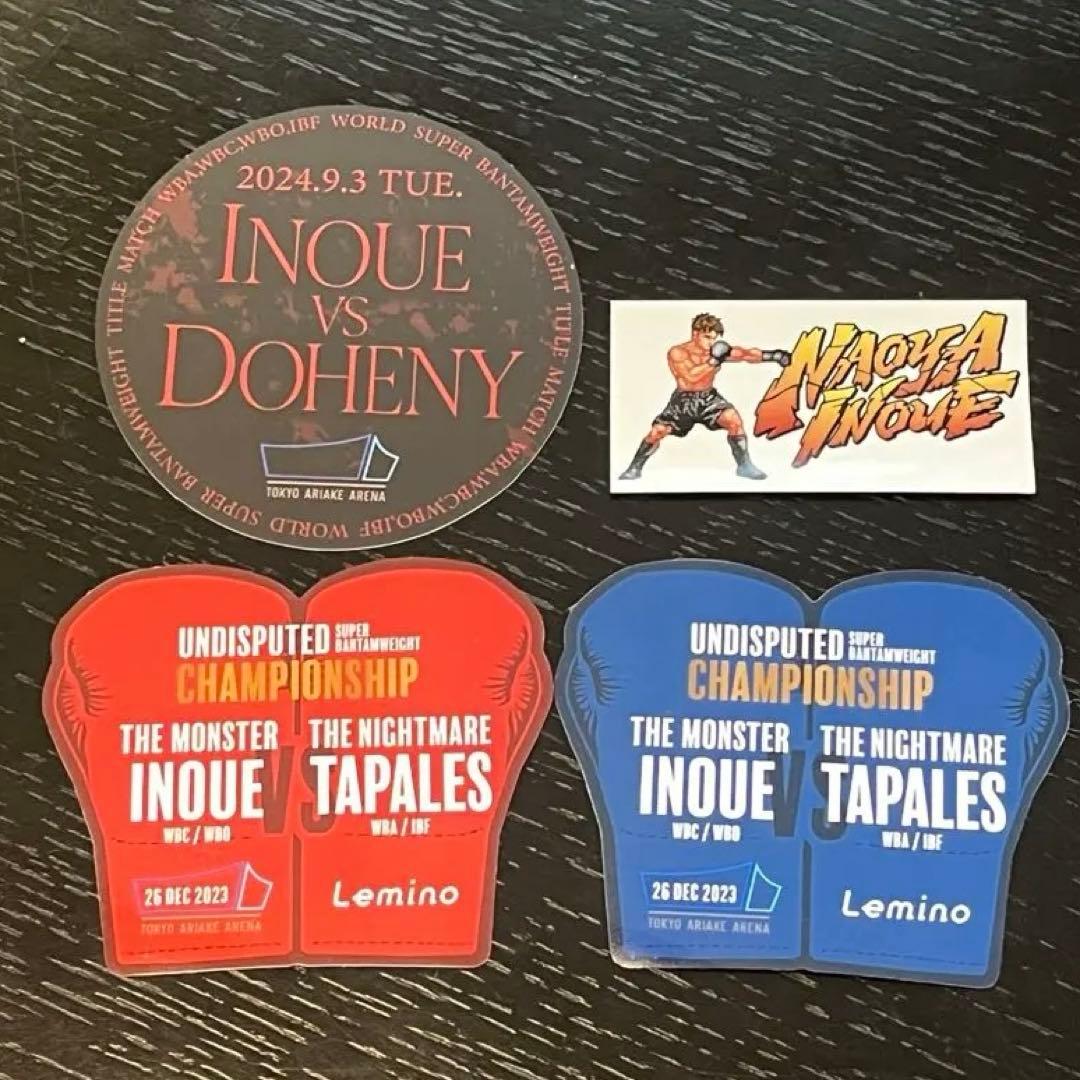 WORLD SUPER BANTAMWEIGHT TITLE MATCH WBA,WBC,WBO,IBF WORLD SUPER BANTAMWEIGHT TITLE MATCH WBA,WBC,WBO,IBF
2024.9.3 TUE.
INOUE
VS
DOHENY
TOKYO ARIAKE ARENA
NAOYA
INOUE
UNDISPUTED SUPER
BANTAMWEIGHT
CHAMPIONSHIP
THE MONSTER
INOUE
WBC / WBO
VS
THE NIGHTMARE
TAPALES
WBA / IBF
26 DEC 2023
TOKYO ARIAKE ARENA
Lemino
UNDISPUTED SUPER
BANTAMWEIGHT
CHAMPIONSHIP
THE MONSTER
INOUE
WBC / WBO
VS
THE NIGHTMARE
TAPALES
WBA / IBF
26 DEC 2023
TOKYO ARIAKE ARENA
Lemino